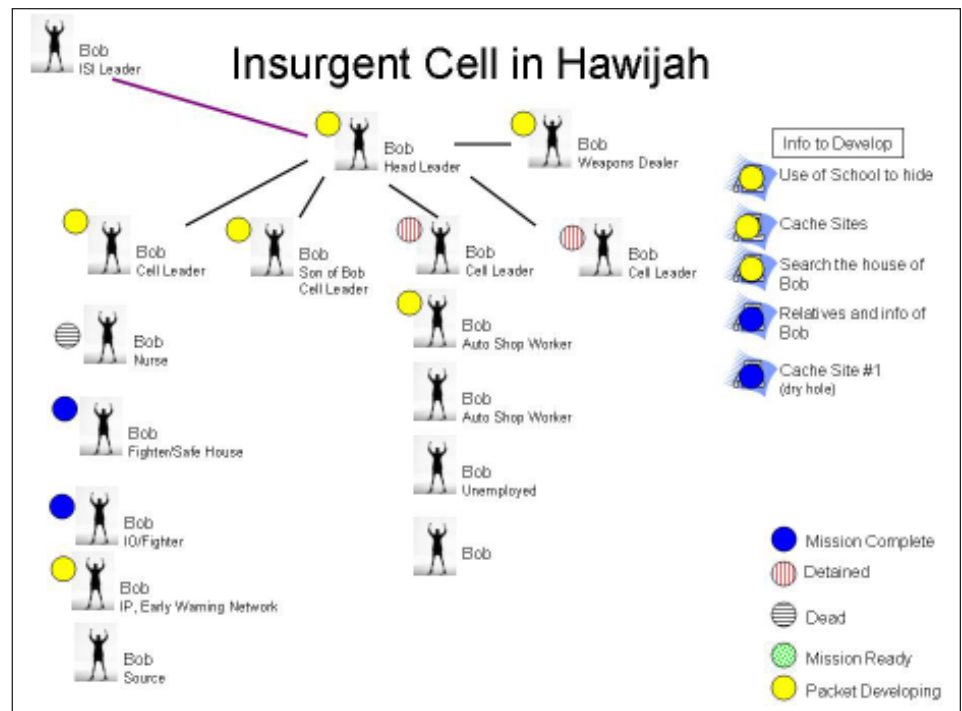 Insurgent Cell in Hawijah
Bob
ISI Leader
Bob
Head Leader
Bob
Weapons Dealer
Bob
Cell Leader
Bob
Son of Bob
Cell Leader
Bob
Cell Leader
Bob
Cell Leader
Bob
Nurse
Bob
Fighter/Safe House
Bob
IO/Fighter
Bob
IP, Early Warning Network
Bob
Source
Bob
Auto Shop Worker
Bob
Auto Shop Worker
Bob
Unemployed
Bob
Info to Develop
Use of School to hide
Cache Sites
Search the house of
Bob
Relatives and info of
Bob
Cache Site #1
(dry hole)
Mission Complete
Detained
Dead
Mission Ready
Packet Developing